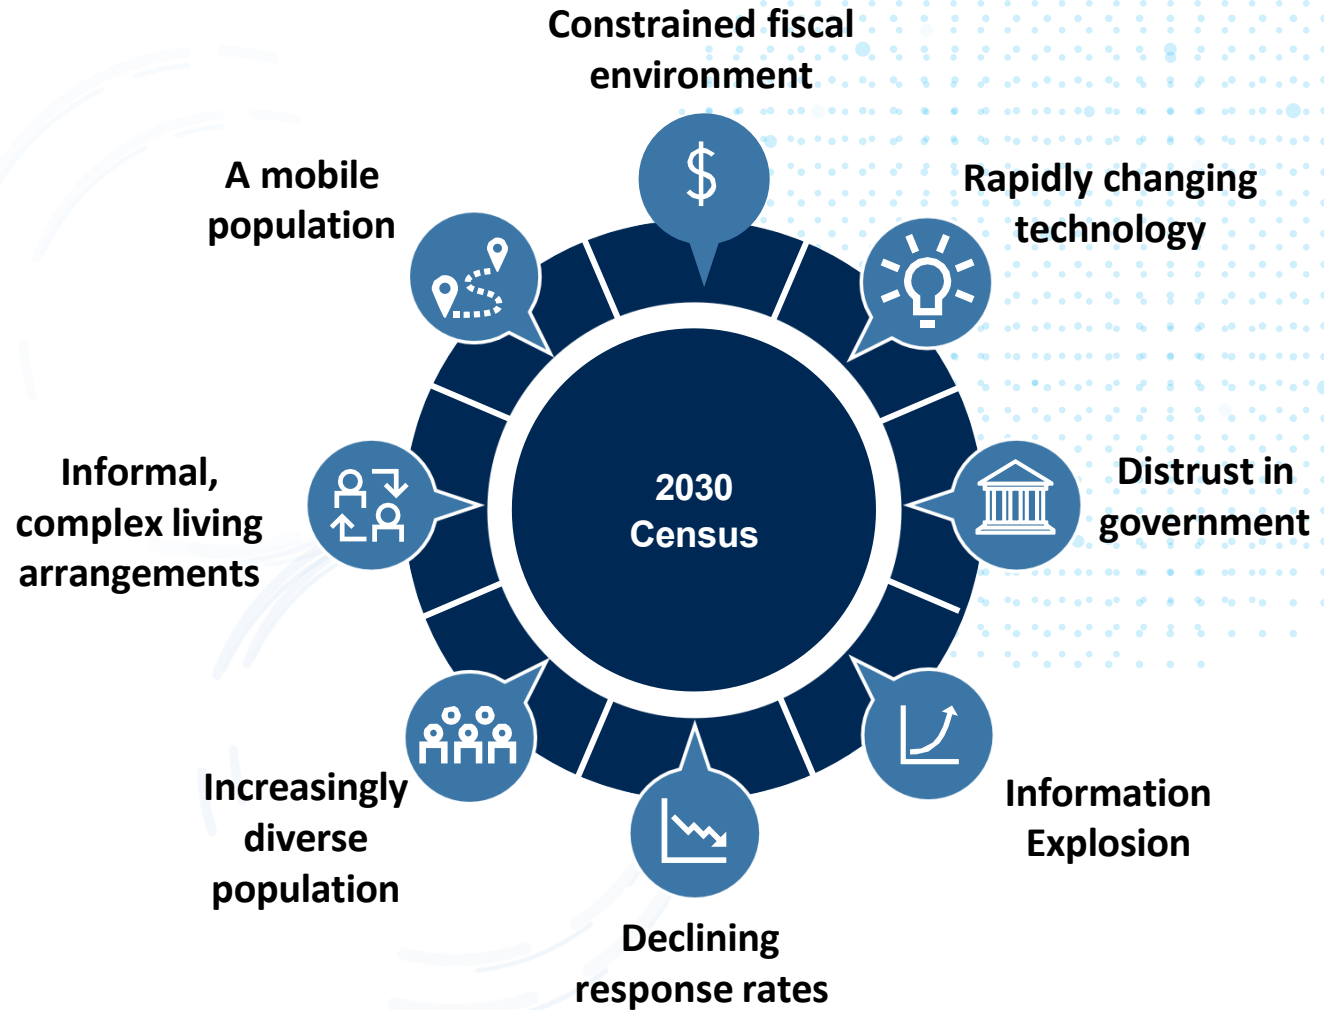 Constrained fiscal
environment
A mobile
population
$
Rapidly changing
technology
Informal,
complex living
arrangements
2030
Census
Distrust in
government
Increasingly
diverse
population
Information
Explosion
Declining
response rates